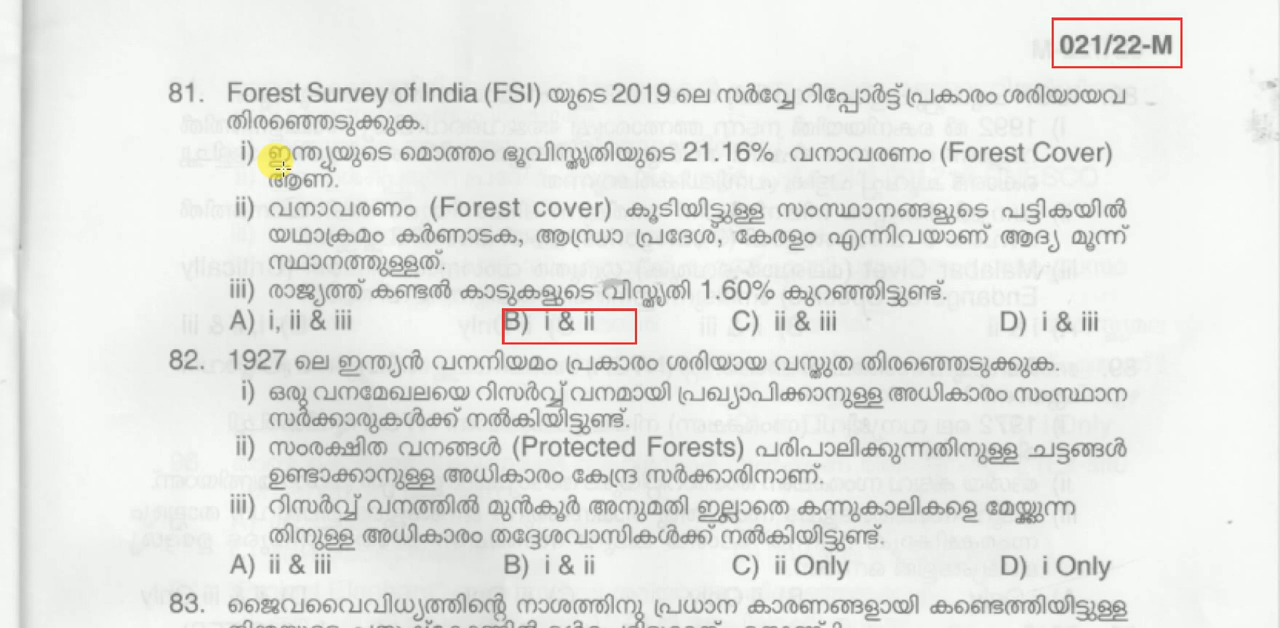 021/22-M
81. Forest Survey of India (FSI) യുടെ 2019 ലെ സർവ്വേ റിപ്പോർട്ട് പ്രകാരം ശരിയായവ
തിരഞ്ഞെടുക്കുക.
i) ഇന്ത്യയുടെ മൊത്തം ഭൂവിസ്തൃതിയുടെ 21.16% വനാവരണം (Forest Cover)
ആണ്.
ii) വനാവരണം (Forest cover) കൂടിയിട്ടുള്ള സംസ്ഥാനങ്ങളുടെ പട്ടികയിൽ
യഥാക്രമം കർണാടക, ആന്ധ്രാ പ്രദേശ്, കേരളം എന്നിവയാണ് ആദ്യ മൂന്ന്
സ്ഥാനത്തുള്ളത്.
iii) രാജ്യത്ത് കണ്ടൽ കാടുകളുടെ വിസ്തൃതി 1.60% കുറഞ്ഞിട്ടുണ്ട്.
A) i, ii & iii B) i & ii C) ii & iii D) i & iii
82. 1927 ലെ ഇന്ത്യൻ വനനിയമം പ്രകാരം ശരിയായ വസ്തുത തിരഞ്ഞെടുക്കുക.
i) ഒരു വനമേഖലയെ റിസർവ്വ് വനമായി പ്രഖ്യാപിക്കാനുള്ള അധികാരം സംസ്ഥാന
സർക്കാരുകൾക്ക് നൽകിയിട്ടുണ്ട്.
ii) സംരക്ഷിത വനങ്ങൾ (Protected Forests) പരിപാലിക്കുന്നതിനുള്ള ചട്ടങ്ങൾ
ഉണ്ടാക്കാനുള്ള അധികാരം കേന്ദ്ര സർക്കാരിനാണ്.
iii) റിസർവ്വ് വനത്തിൽ മുൻകൂർ അനുമതി ഇല്ലാതെ കന്നുകാലികളെ മേയ്ക്കുന്ന
തിനുള്ള അധികാരം തദ്ദേശവാസികൾക്ക് നൽകിയിട്ടുണ്ട്.
A) ii & iii B) i & ii C) ii Only D) i Only
83. ജൈവവൈവിധ്യത്തിന്റെ നാശത്തിനു പ്രധാന കാരണങ്ങളായി കണ്ടെത്തിയിട്ടുള്ള